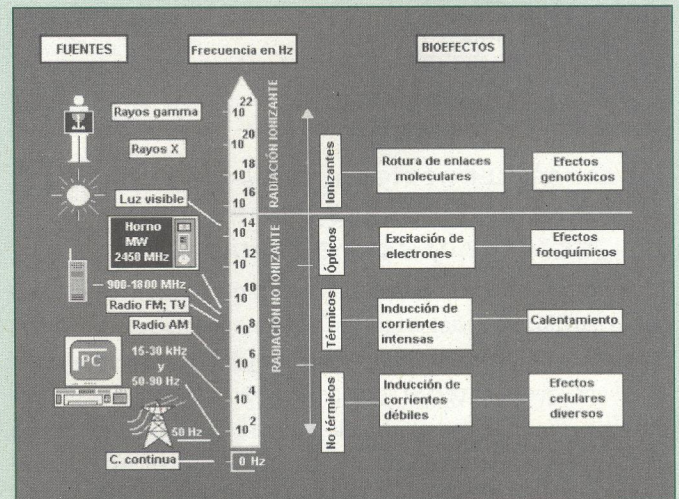 FUENTES
Frecuencia en Hz
BIOEFECTOS
Rayos gamma
Rayos X
Luz visible
Horno
MW
2450 MHz
900-1800 MHz
Radio FM; TV
Radio AM
PC
15-30 kHz
y
50-90 Hz
50 Hz
C. continua
10^22
10^20
10^18
10^16
10^14
10^12
10^10
10^8
10^6
10^4
10^2
0 Hz
RADIACIÓN IONIZANTE
RADIACIÓN NO IONIZANTE
Ionizantes
Rotura de enlaces
moleculares
Efectos
genotóxicos
Ópticos
Excitación de
electrones
Efectos
fotoquímicos
Térmicos
Inducción de
corrientes
intensas
Calentamiento
No térmicos
Inducción de
corrientes
débiles
Efectos
celulares
diversos